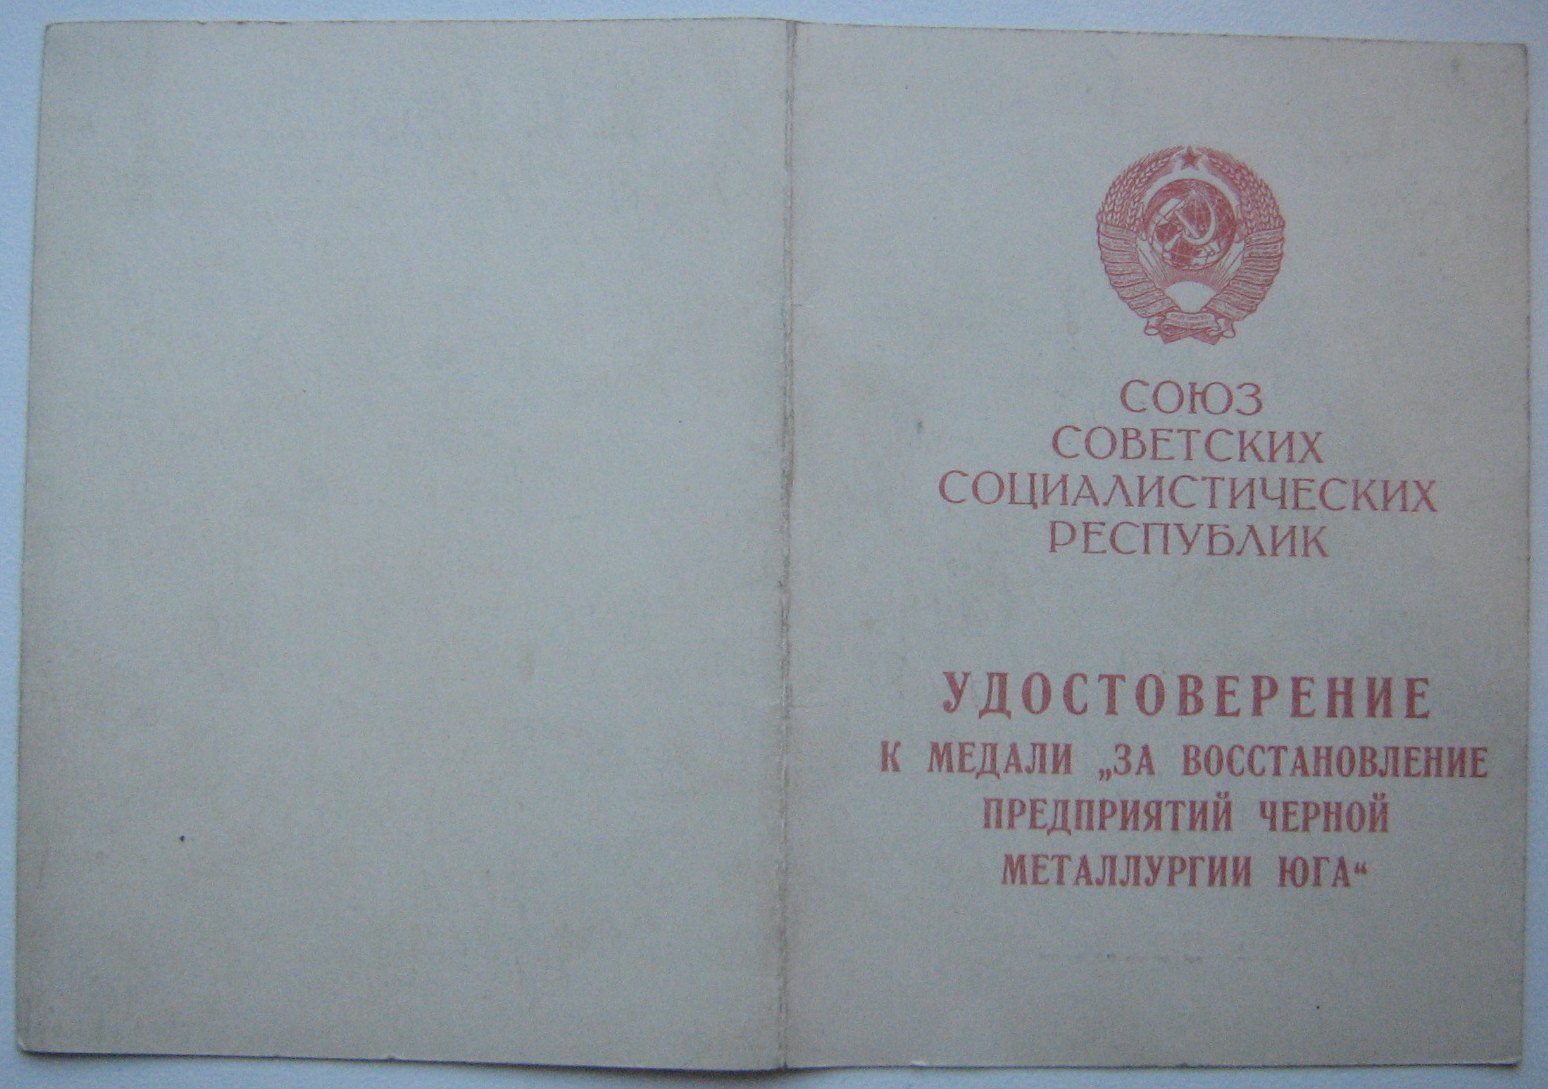 СОЮЗ
СОВЕТСКИХ
СОЦИАЛИСТИЧЕСКИХ
РЕСПУБЛИК
УДОСТОВЕРЕНИЕ
К МЕДАЛИ „ЗА ВОССТАНОВЛЕНИЕ
ПРЕДПРИЯТИЙ ЧЕРНОЙ
МЕТАЛЛУРГИИ ЮГА“